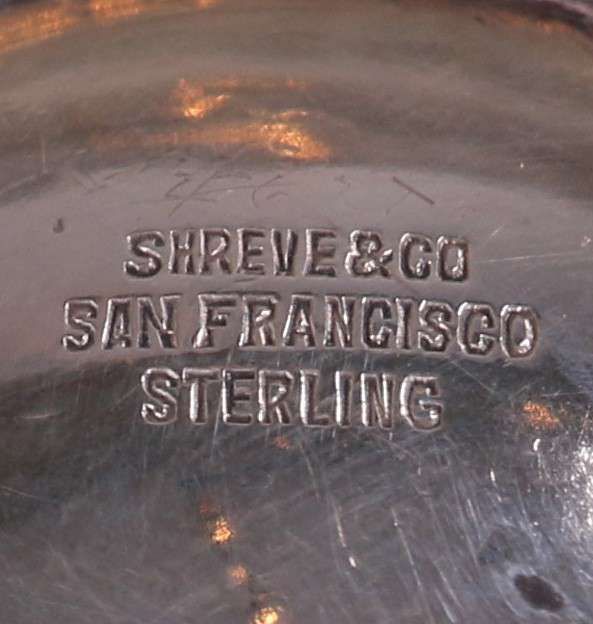 SHREVE & CO
SAN FRANCISCO
STERLING